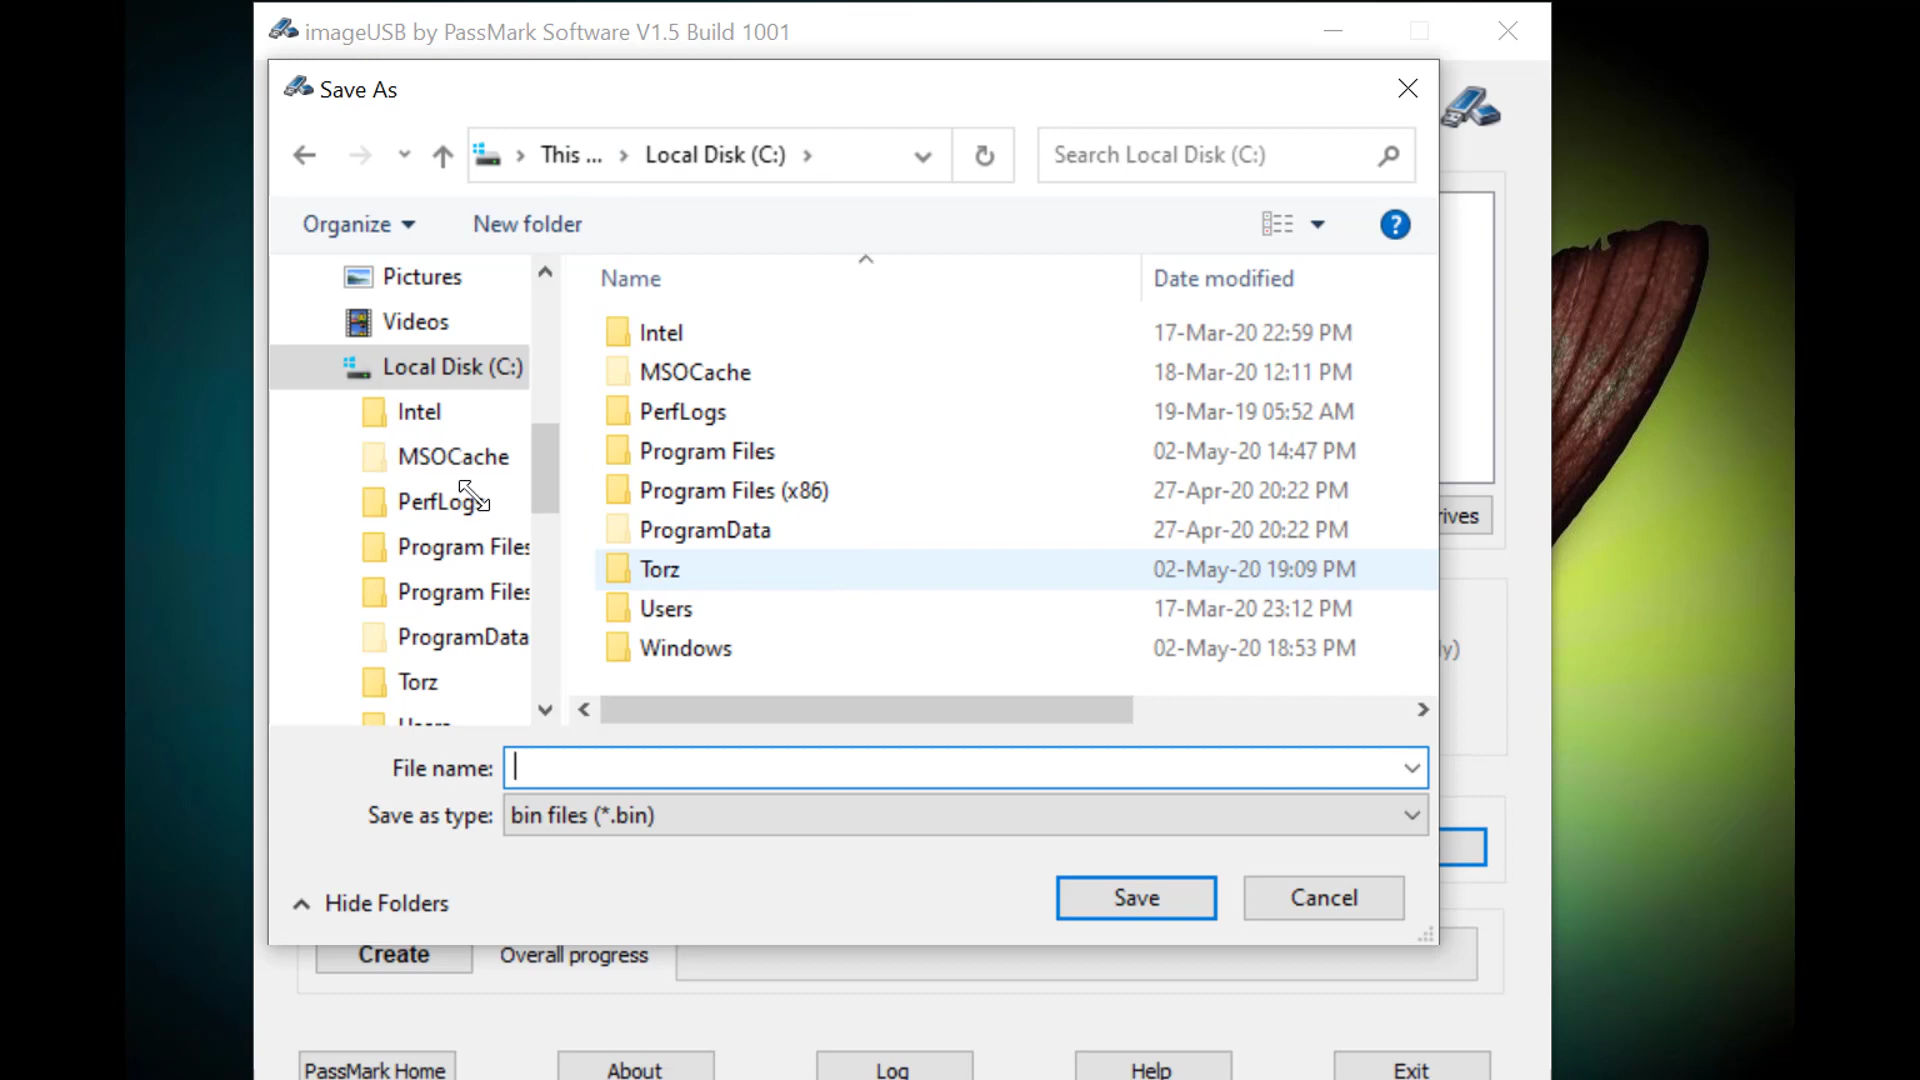 imageUSB by PassMark Software V1.5 Build 1001
Save As
This ... Local Disk (C:)
Search Local Disk (C:)
Organize
New folder
Pictures
Videos
Local Disk (C:)
Intel
MSOCache
PerfLogs
Program Files
Program Files
ProgramData
Torz
Users
Name Date modified
Intel 17-Mar-20 22:59 PM
MSOCache 18-Mar-20 12:11 PM
PerfLogs 19-Mar-19 05:52 AM
Program Files 02-May-20 14:47 PM
Program Files (x86) 27-Apr-20 20:22 PM
ProgramData 27-Apr-20 20:22 PM
Torz 02-May-20 19:09 PM
Users 17-Mar-20 23:12 PM
Windows 02-May-20 18:53 PM
rives
ly)
File name:
Save as type: bin files (*.bin)
Hide Folders
Save Cancel
Create Overall progress
PassMark Home About Log Help Exit